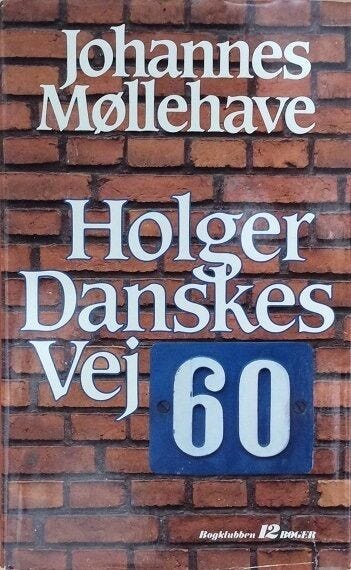 Johannes
Møllehave
Holger
Danskes
Vej
60
Bogklubben 12 BØGER